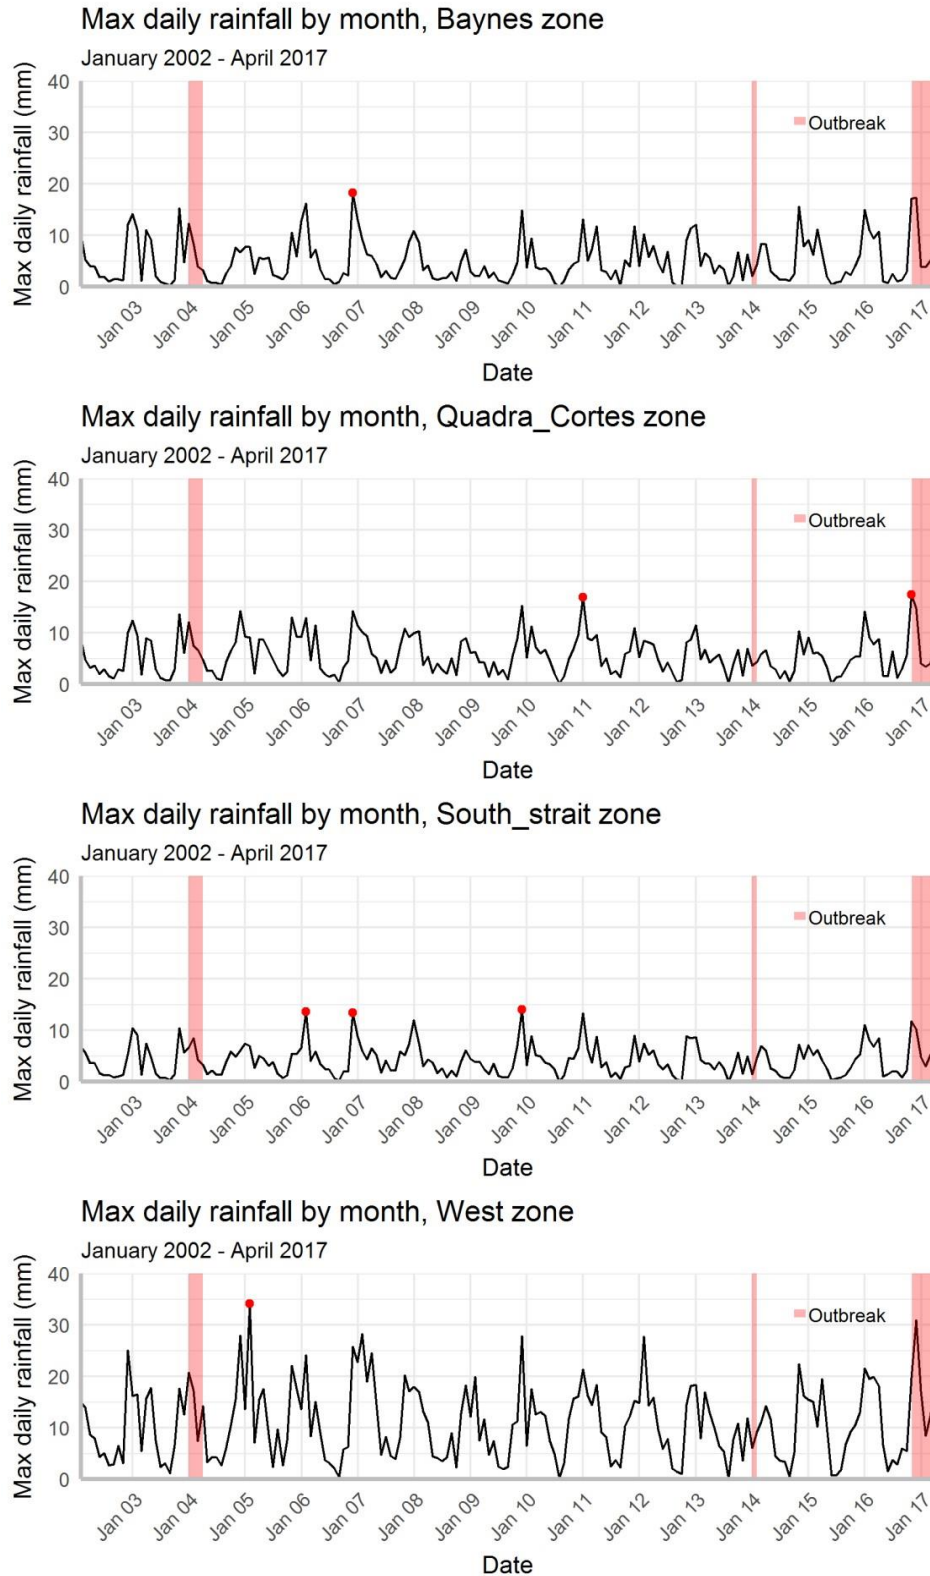 Max daily rainfall by month, Baynes zone
January 2002 - April 2017
Max daily rainfall (mm)
40
30
20
10
0
Outbreak
Jan 03 Jan 04 Jan 05 Jan 06 Jan 07 Jan 08 Jan 09 Jan 10 Jan 11 Jan 12 Jan 13 Jan 14 Jan 15 Jan 16 Jan 17
Date
Max daily rainfall by month, Quadra_Cortes zone
January 2002 - April 2017
Max daily rainfall (mm)
40
30
20
10
0
Outbreak
Jan 03 Jan 04 Jan 05 Jan 06 Jan 07 Jan 08 Jan 09 Jan 10 Jan 11 Jan 12 Jan 13 Jan 14 Jan 15 Jan 16 Jan 17
Date
Max daily rainfall by month, South_strait zone
January 2002 - April 2017
Max daily rainfall (mm)
40
30
20
10
0
Outbreak
Jan 03 Jan 04 Jan 05 Jan 06 Jan 07 Jan 08 Jan 09 Jan 10 Jan 11 Jan 12 Jan 13 Jan 14 Jan 15 Jan 16 Jan 17
Date
Max daily rainfall by month, West zone
January 2002 - April 2017
Max daily rainfall (mm)
40
30
20
10
0
Outbreak
Jan 03 Jan 04 Jan 05 Jan 06 Jan 07 Jan 08 Jan 09 Jan 10 Jan 11 Jan 12 Jan 13 Jan 14 Jan 15 Jan 16 Jan 17
Date